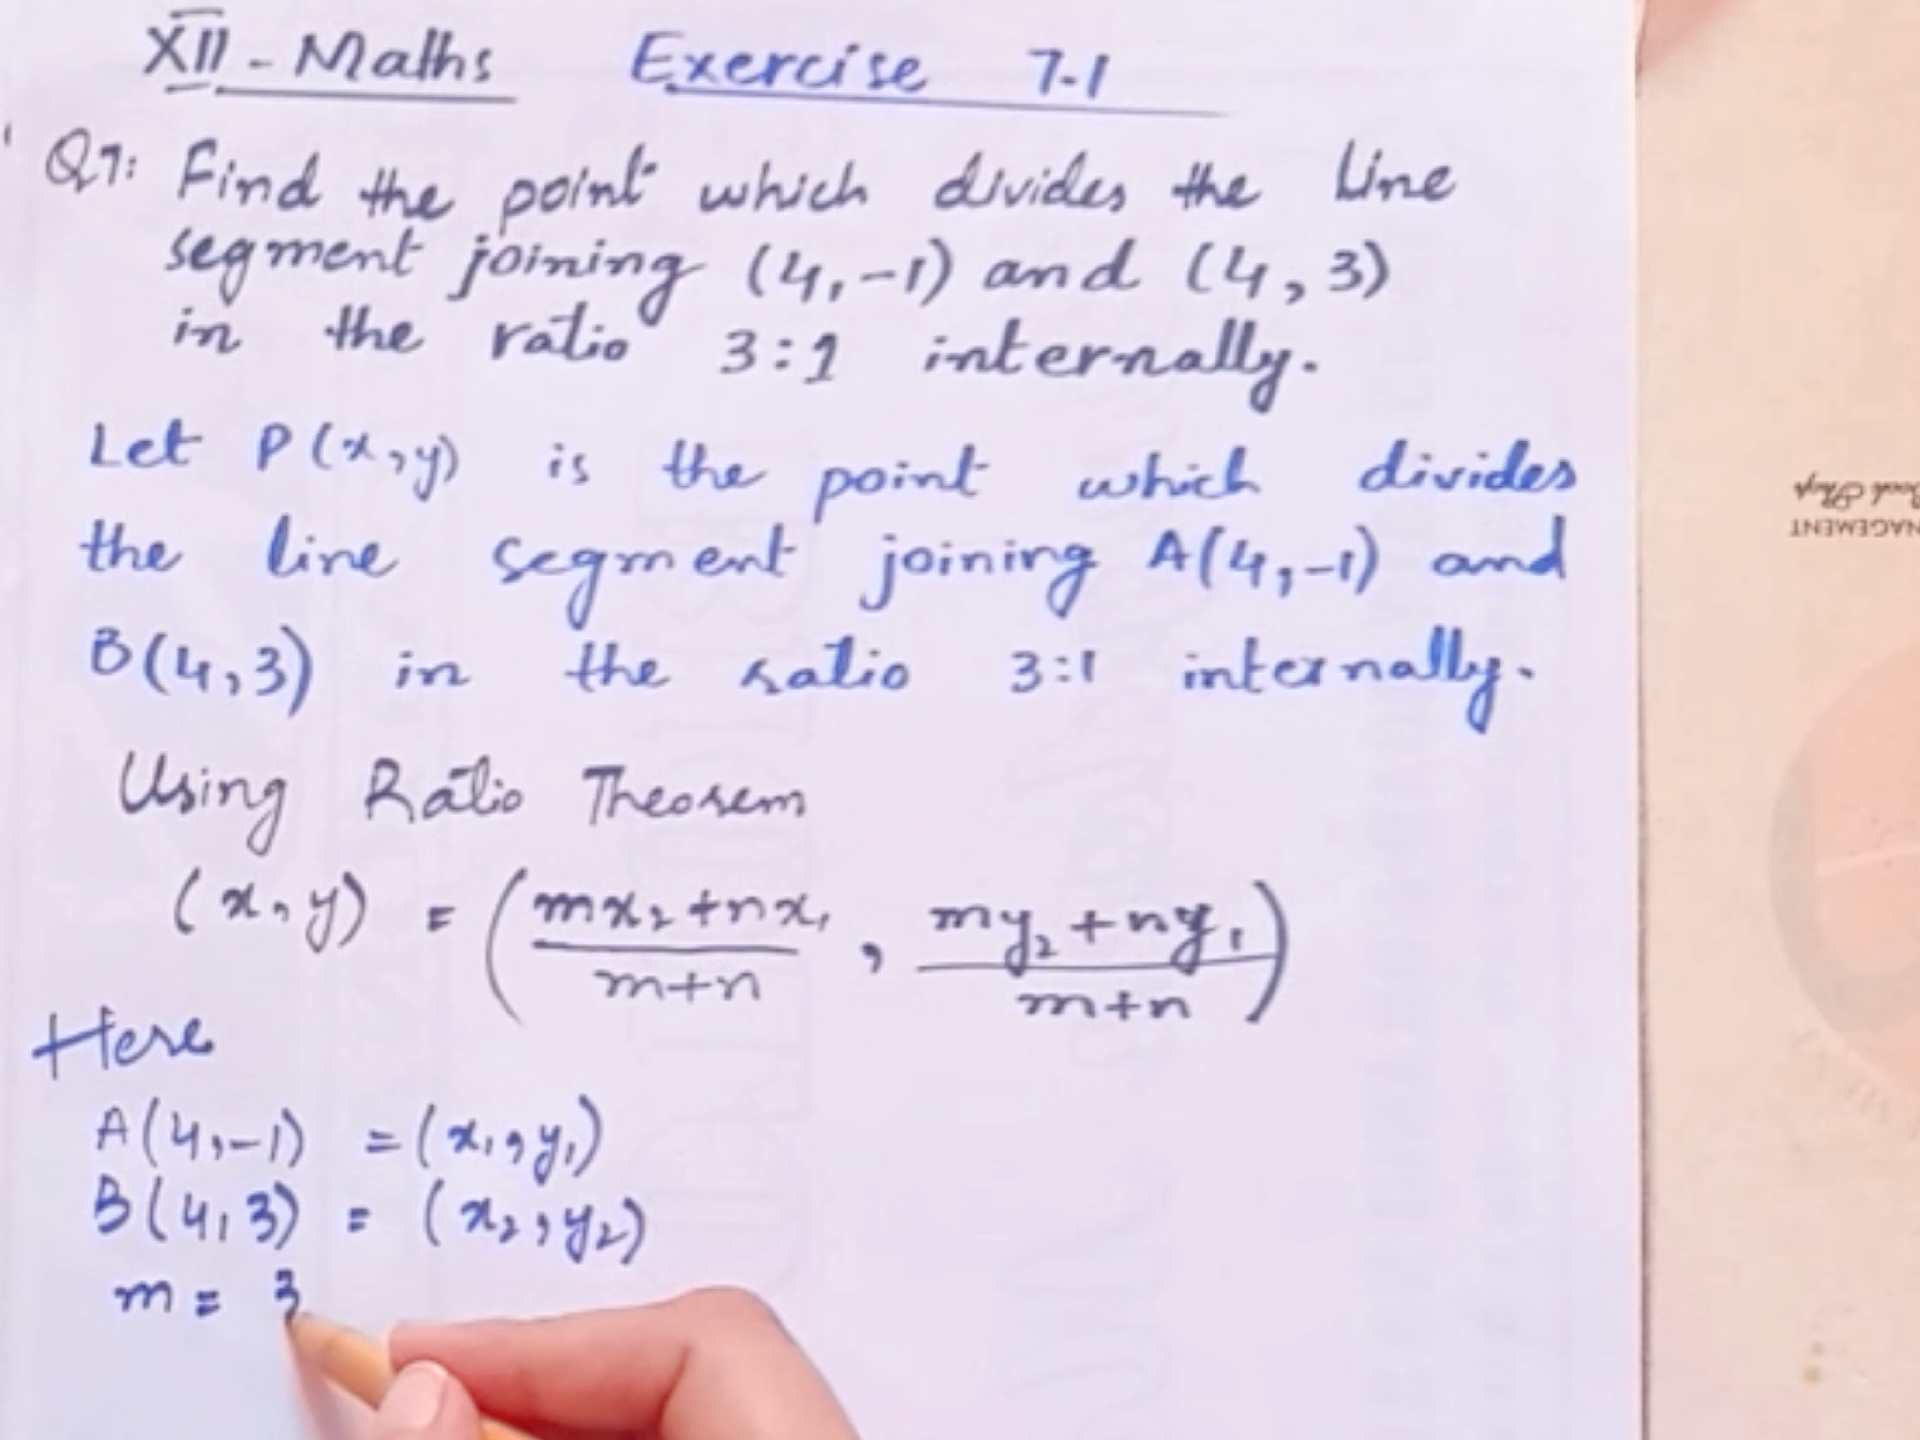 XII - Maths Exercise 7.1
Q7: Find the point which divides the line
segment joining (4,-1) and (4,3)
in the ratio 3:1 internally.
Let P(x,y) is the point which divides
the line segment joining A(4,-1) and
B(4,3) in the ratio 3:1 internally.
Using Ratio Theorem
(x,y) = (mx₂+nx₁/m+n, my₂+ny₁/m+n)
Here
A(4,-1) = (x₁,y₁)
B(4,3) = (x₂,y₂)
m = 3
Book Shop
NAGEMENT